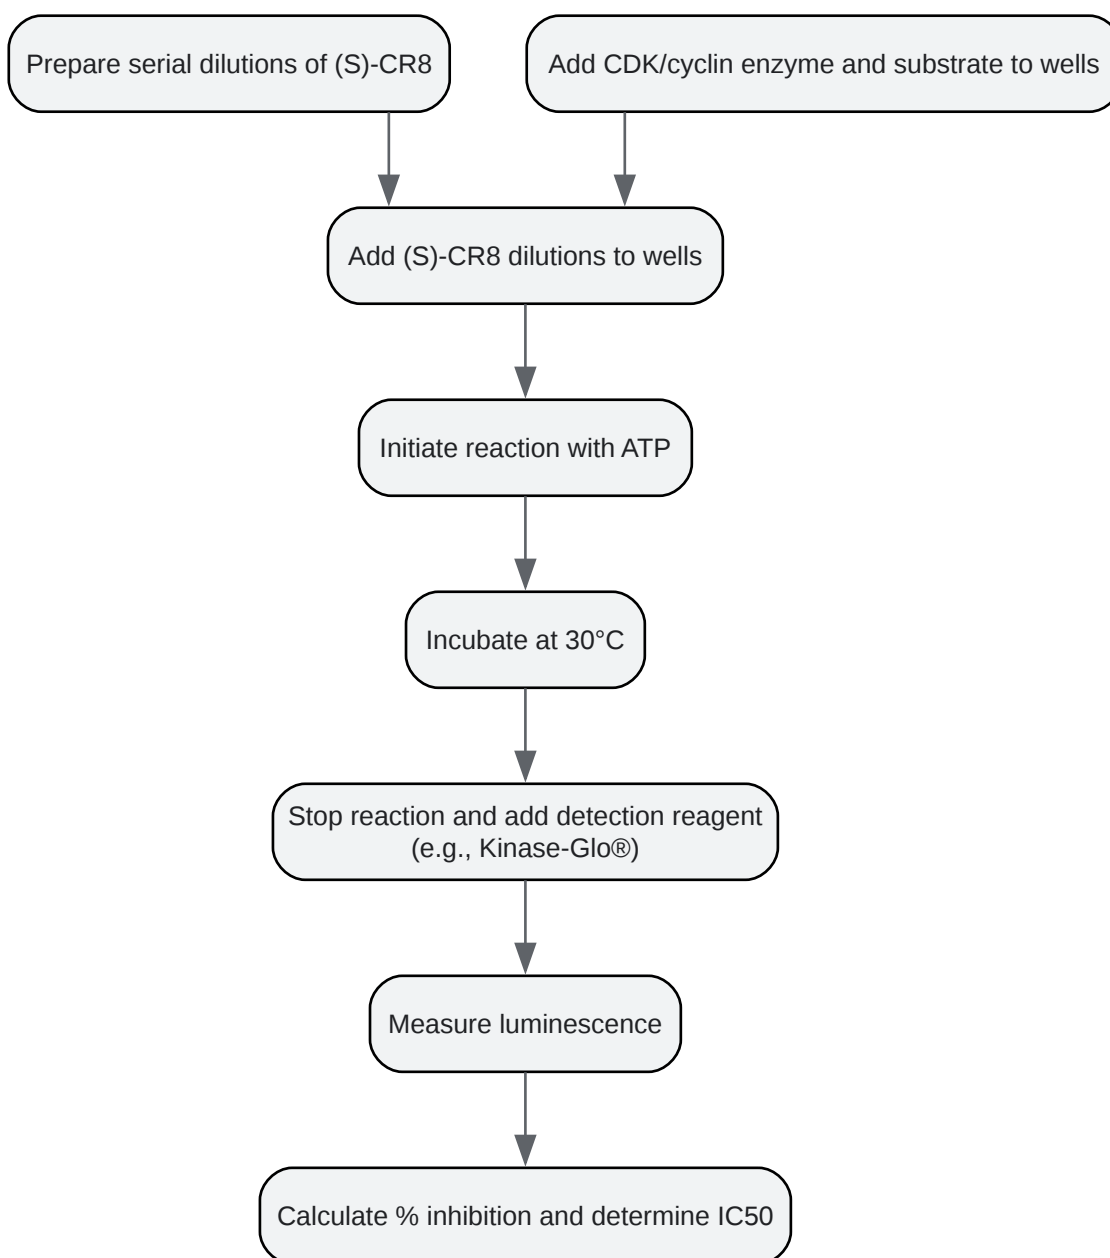 Prepare serial dilutions of (S)-CR8
Add CDK/cyclin enzyme and substrate to wells
Add (S)-CR8 dilutions to wells
Initiate reaction with ATP
Incubate at 30°C
Stop reaction and add detection reagent
(e.g., Kinase-Glo®)
Measure luminescence
Calculate % inhibition and determine IC50